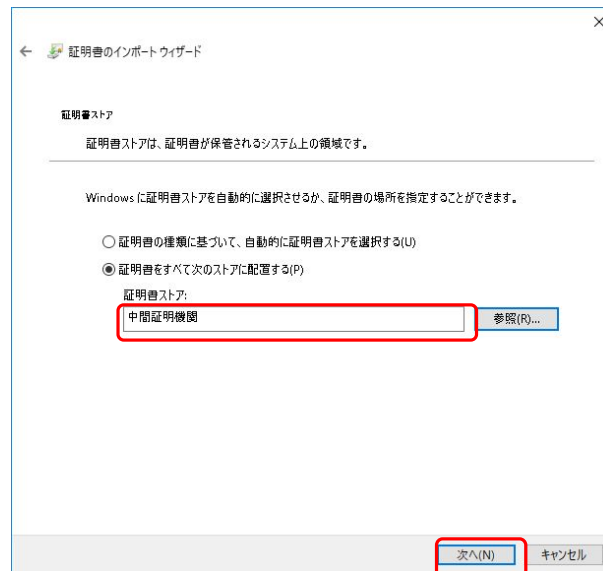 証明書のインポート ウィザード
証明書ストア
証明書ストアは、証明書が保管されるシステム上の領域です。
Windows に証明書ストアを自動的に選択させるか、証明書の場所を指定することができます。
証明書の種類に基づいて、自動的に証明書ストアを選択する(U)
証明書をすべて次のストアに配置する(P)
証明書ストア:
中間証明機関
参照(R)...
次へ(N)
キャンセル